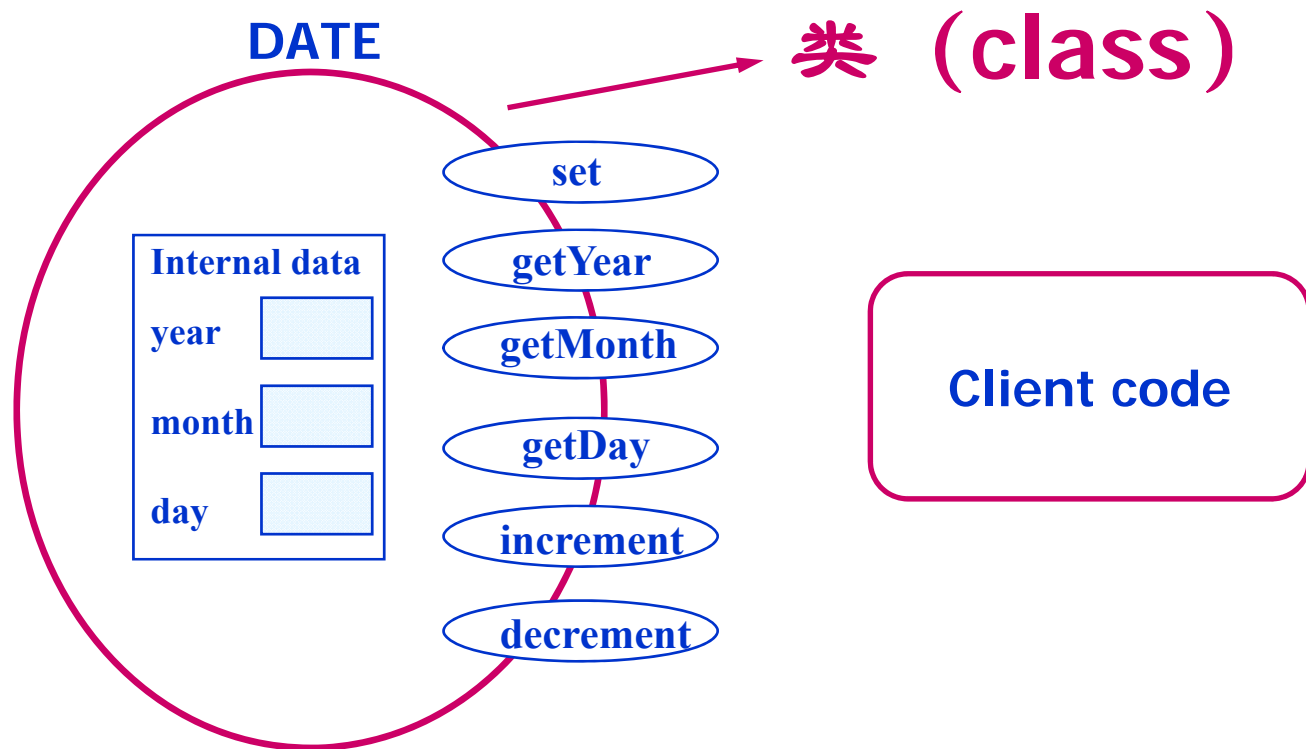 DATE
类（class）
set
Internal data
getYear
year
getMonth
month
getDay
day
increment
decrement
Client code